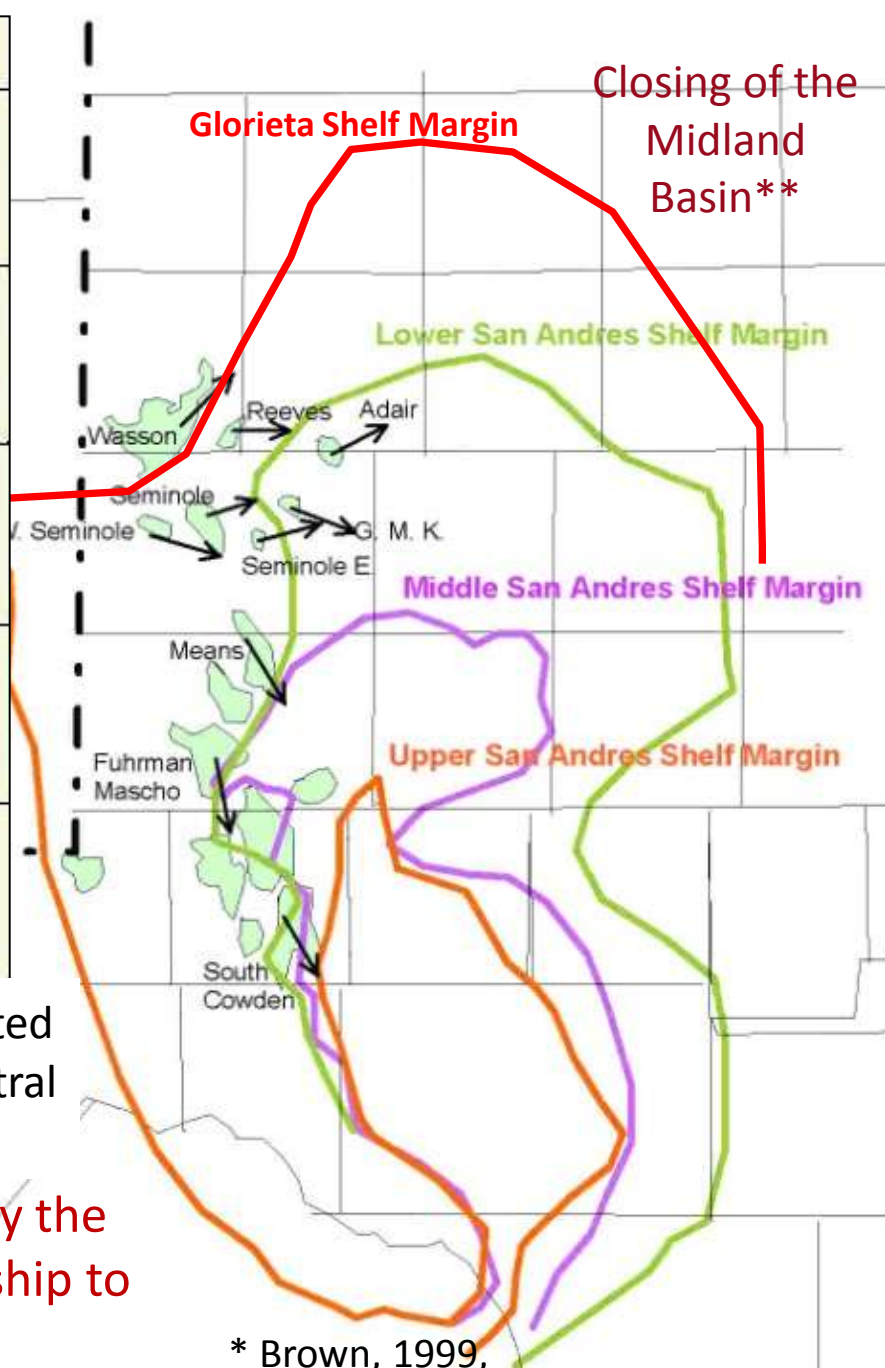 Closing of the
Midland
Basin**
Glorieta Shelf Margin
Lower San Andres Shelf Margin
Reeves
Adair
Wasson
Seminole
W. Seminole
G. M. K.
Seminole E.
Middle San Andres Shelf Margin
Means
Upper San Andres Shelf Margin
Fuhrman
Mascho
South
Cowden
ted
tral
y the
ship to
* Brown, 1999,